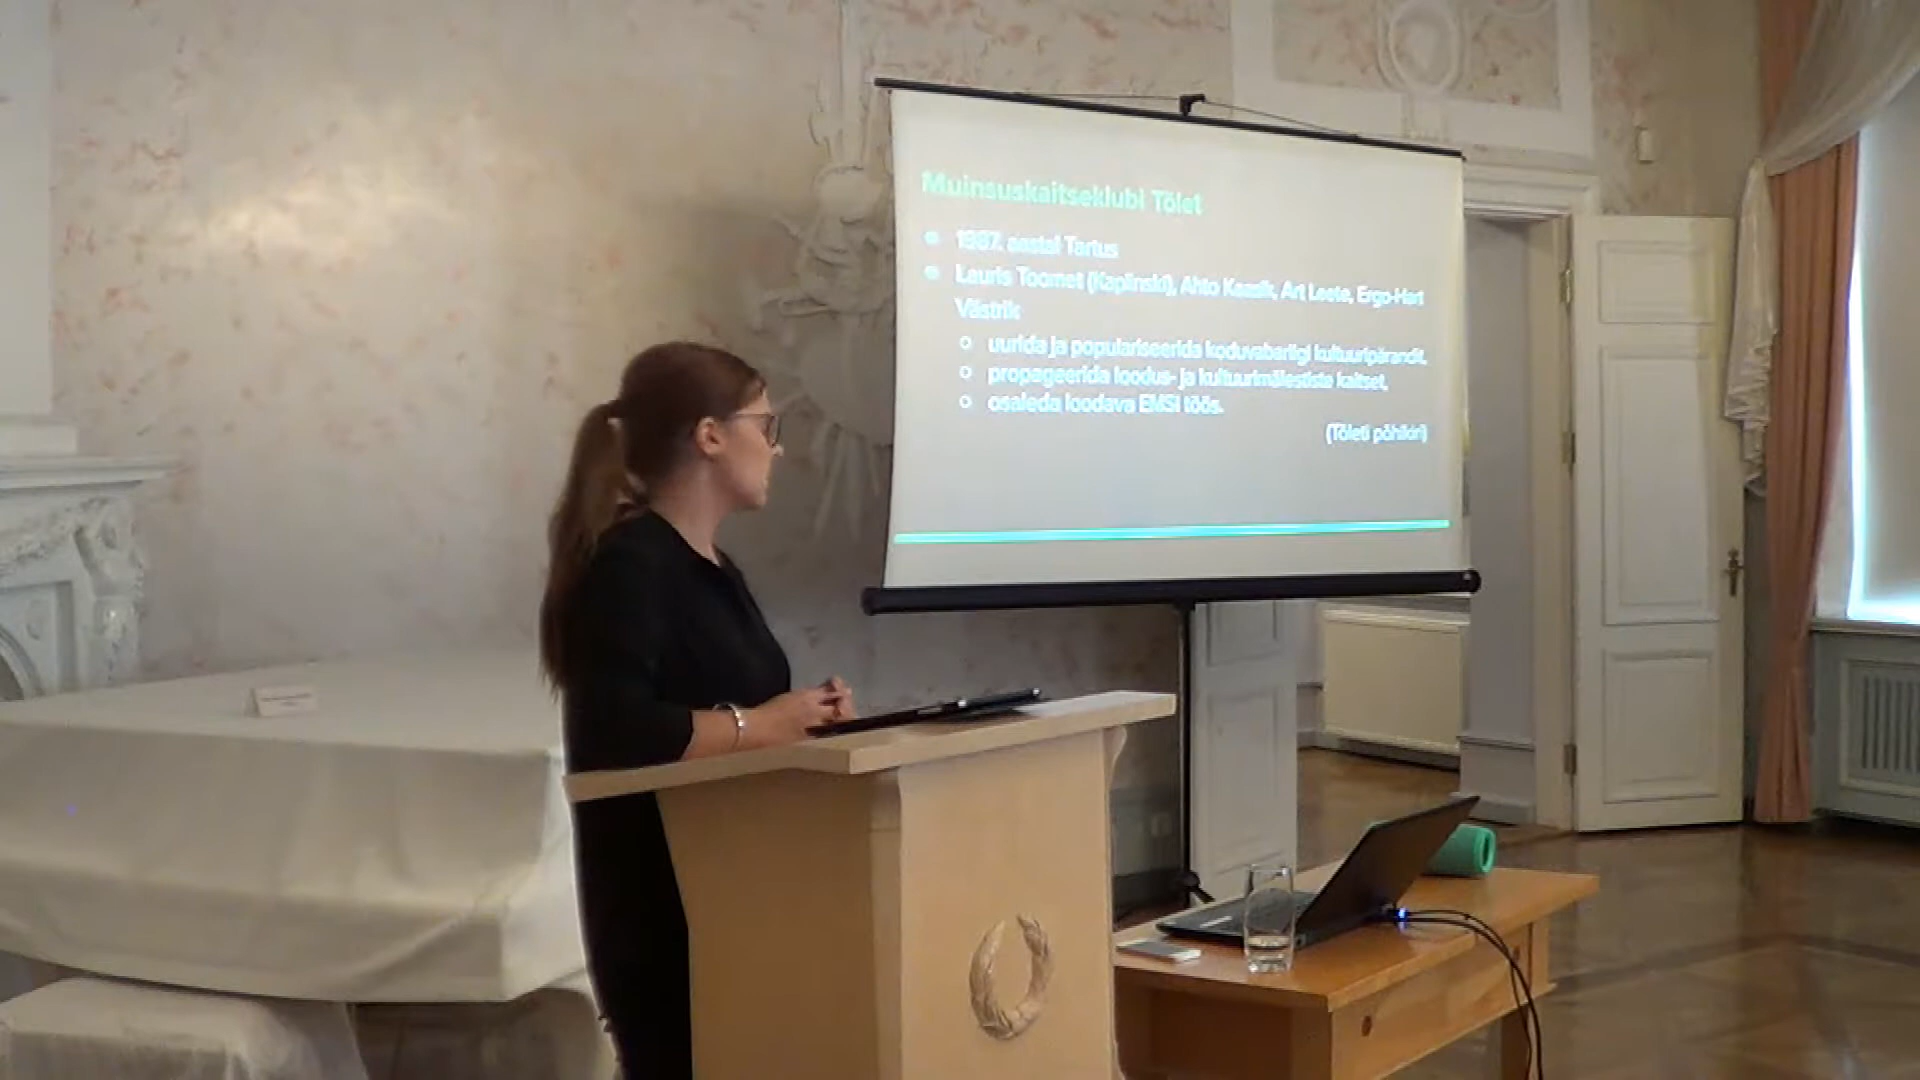 Muinsuskaitseklubi Tõlet
1987. aastal Tartus
Lauris Toomet (Kaplinski), Ahto Kaasik, Art Leete, Ergo-Hart
Västrik
uurida ja populariseerida koduvabariigi kultuuripärandit,
propageerida loodus- ja kultuurimälestiste kaitset,
osaleda loodava EMSi töös.
(Tõleti põhikiri)